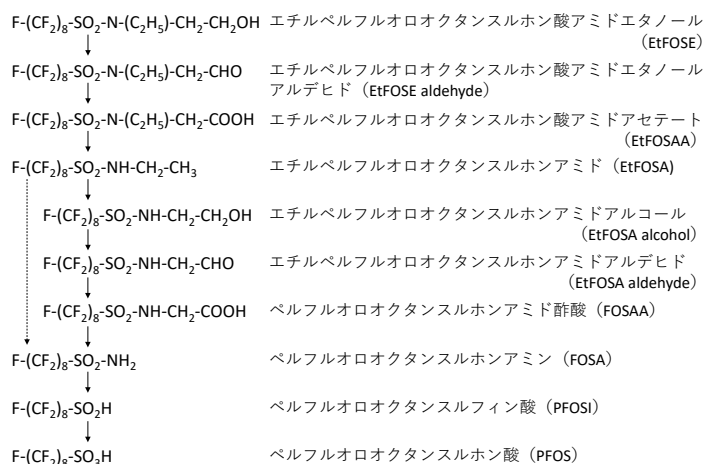 F-(CF₂)₈-SO₂-N-(C₂H₅)-CH₂-CH₂OH エチルペルフルオロオクタンスルホン酸アミドエタノール
(EtFOSE)
F-(CF₂)₈-SO₂-N-(C₂H₅)-CH₂-CHO エチルペルフルオロオクタンスルホン酸アミドエタノール
アルデヒド（EtFOSE aldehyde）
F-(CF₂)₈-SO₂-N-(C₂H₅)-CH₂-COOH エチルペルフルオロオクタンスルホン酸アミドアセテート
(EtFOSAA)
F-(CF₂)₈-SO₂-NH-CH₂-CH₃ エチルペルフルオロオクタンスルホンアミド（EtFOSA)
F-(CF₂)₈-SO₂-NH-CH₂-CH₂OH エチルペルフルオロオクタンスルホンアミドアルコール
（EtFOSA alcohol）
F-(CF₂)₈-SO₂-NH-CH₂-CHO エチルペルフルオロオクタンスルホンアミドアルデヒド
（EtFOSA aldehyde）
F-(CF₂)₈-SO₂-NH-CH₂-COOH ペルフルオロオクタンスルホンアミド酢酸（FOSAA）
F-(CF₂)₈-SO₂-NH₂ ペルフルオロオクタンスルホンアミン（FOSA）
F-(CF₂)₈-SO₂H ペルフルオロオクタンスルフィン酸（PFOSI）
F-(CF₂)₈-SO₃H ペルフルオロオクタンスルホン酸（PFOS）